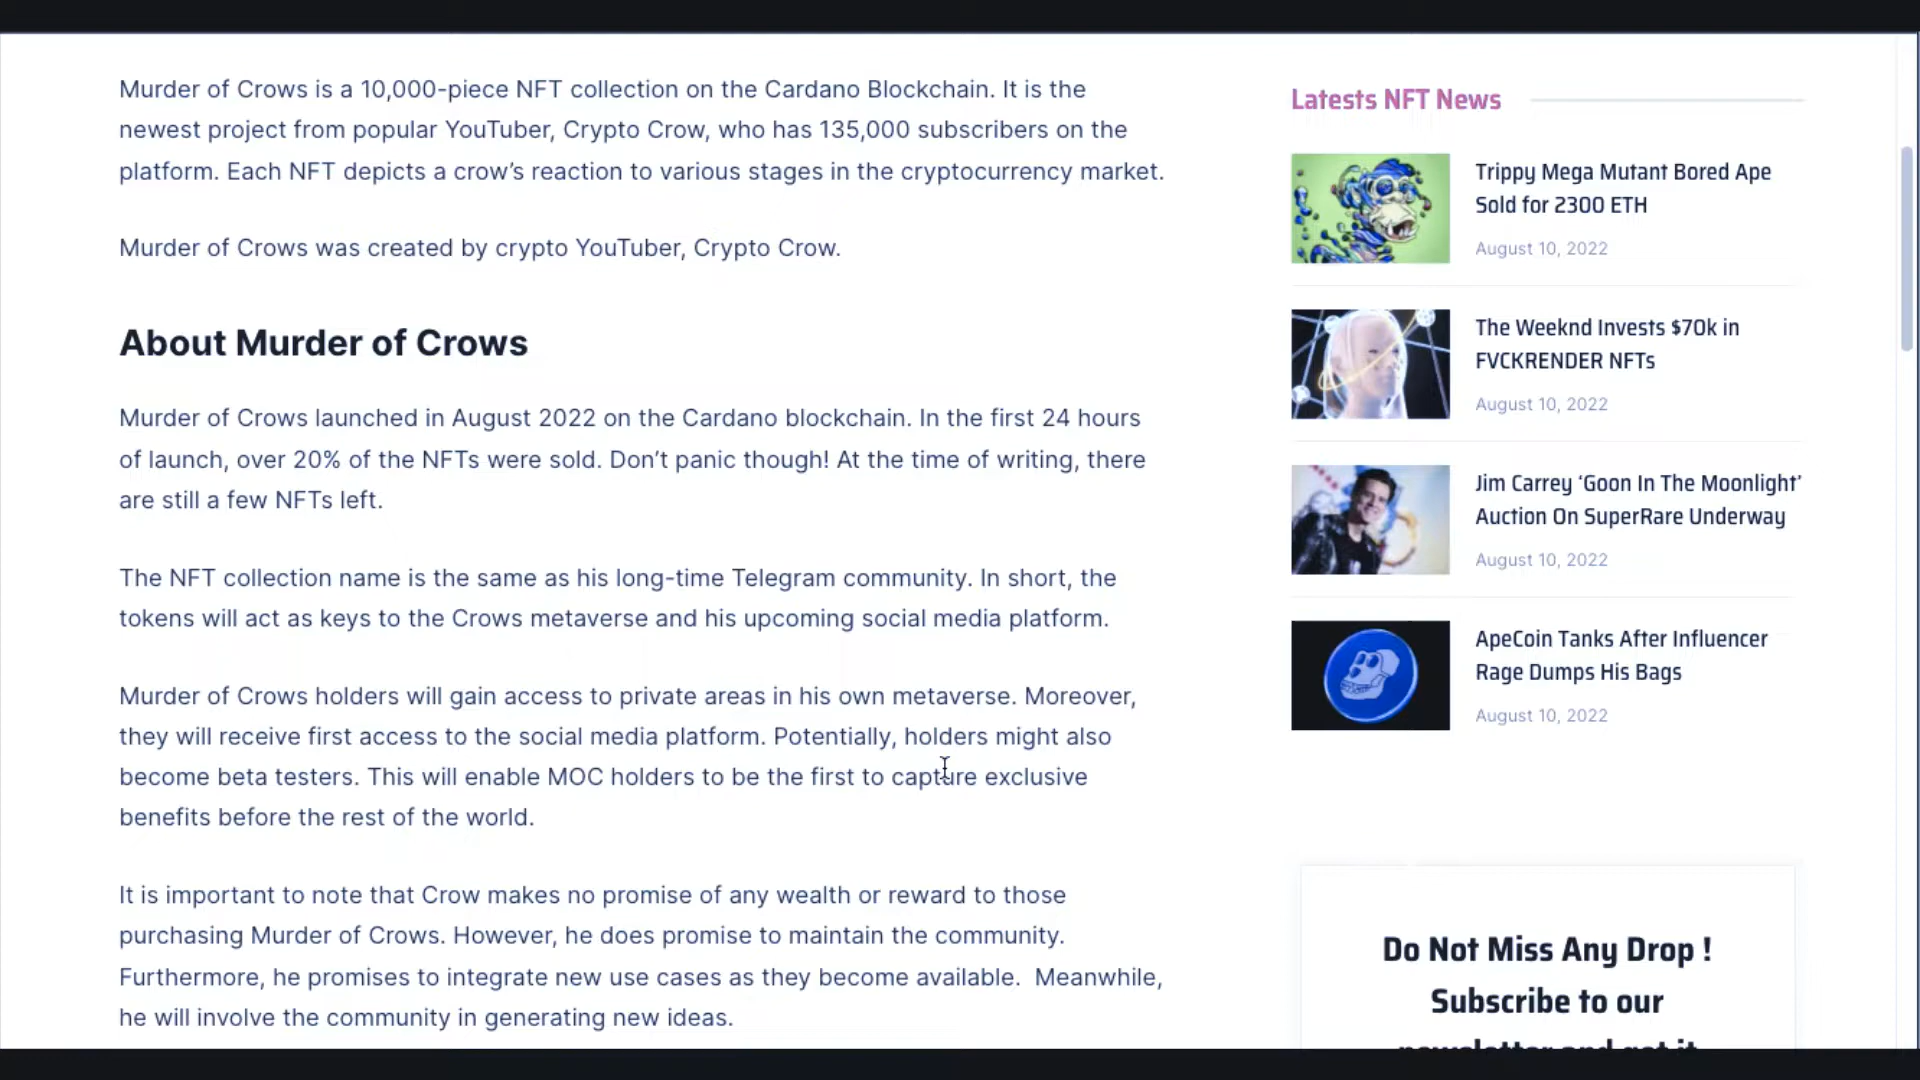 Murder of Crows is a 10,000-piece NFT collection on the Cardano Blockchain. It is the
newest project from popular YouTuber, Crypto Crow, who has 135,000 subscribers on the
platform. Each NFT depicts a crow’s reaction to various stages in the cryptocurrency market.
Murder of Crows was created by crypto YouTuber, Crypto Crow.
About Murder of Crows
Murder of Crows launched in August 2022 on the Cardano blockchain. In the first 24 hours
of launch, over 20% of the NFTs were sold. Don’t panic though! At the time of writing, there
are still a few NFTs left.
The NFT collection name is the same as his long-time Telegram community. In short, the
tokens will act as keys to the Crows metaverse and his upcoming social media platform.
Murder of Crows holders will gain access to private areas in his own metaverse. Moreover,
they will receive first access to the social media platform. Potentially, holders might also
become beta testers. This will enable MOC holders to be the first to capture exclusive
benefits before the rest of the world.
It is important to note that Crow makes no promise of any wealth or reward to those
purchasing Murder of Crows. However, he does promise to maintain the community.
Furthermore, he promises to integrate new use cases as they become available.  Meanwhile,
he will involve the community in generating new ideas.
Latests NFT News
Trippy Mega Mutant Bored Ape
Sold for 2300 ETH
August 10, 2022
The Weeknd Invests $70k in
FVCKRENDER NFTs
August 10, 2022
Jim Carrey ‘Goon In The Moonlight’
Auction On SuperRare Underway
August 10, 2022
ApeCoin Tanks After Influencer
Rage Dumps His Bags
August 10, 2022
Do Not Miss Any Drop !
Subscribe to our
newsletter and get it